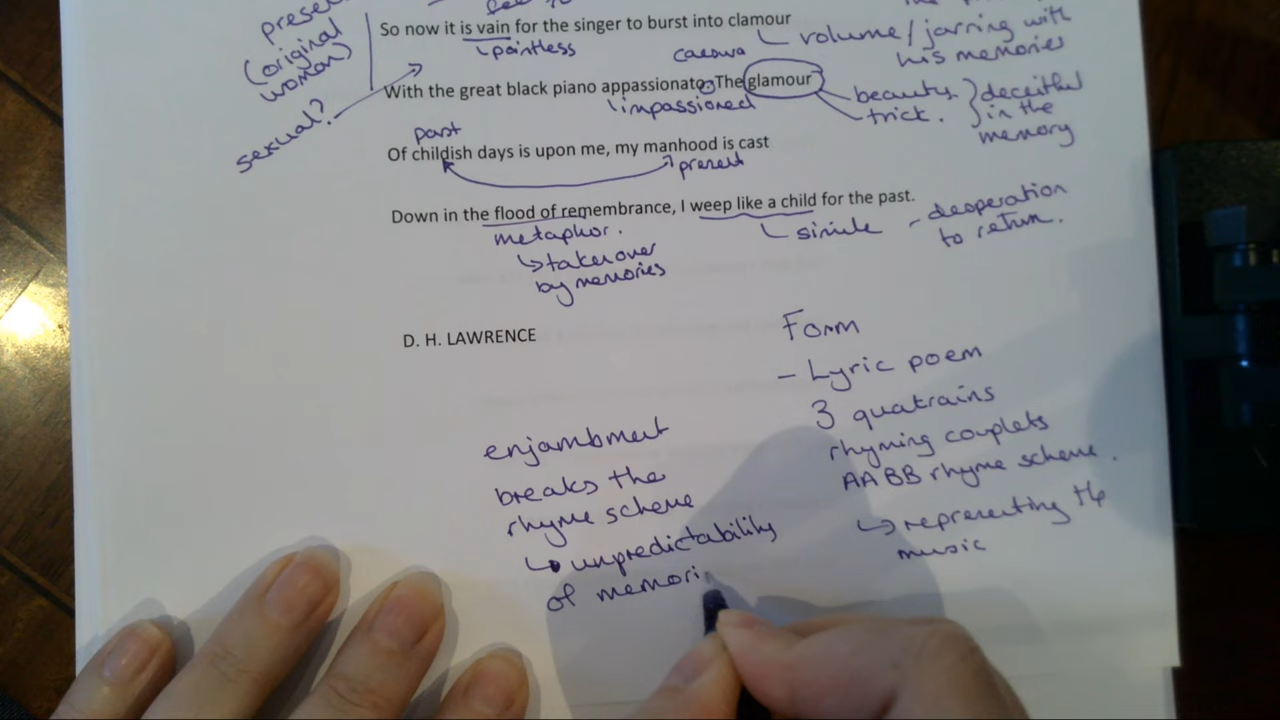 presen
(original
woman)
So now it is vain for the singer to burst into clamour
pointless
volume/jarring with
his memories
caesura
With the great black piano appassionato. The glamour
impassioned
beauty
trick.
deceitful
in the
memory
sexual?
past
Of childish days is upon me, my manhood is cast
present
Down in the flood of remembrance, I weep like a child for the past.
metaphor.
takeover
by memories
simile - desperation
to return.
D. H. LAWRENCE
Form
- Lyric poem
3 quatrains
rhyming couplets
AABB rhyme scheme.
representing the
music
enjambment
breaks the
rhyme scheme
unpredictability
of memori